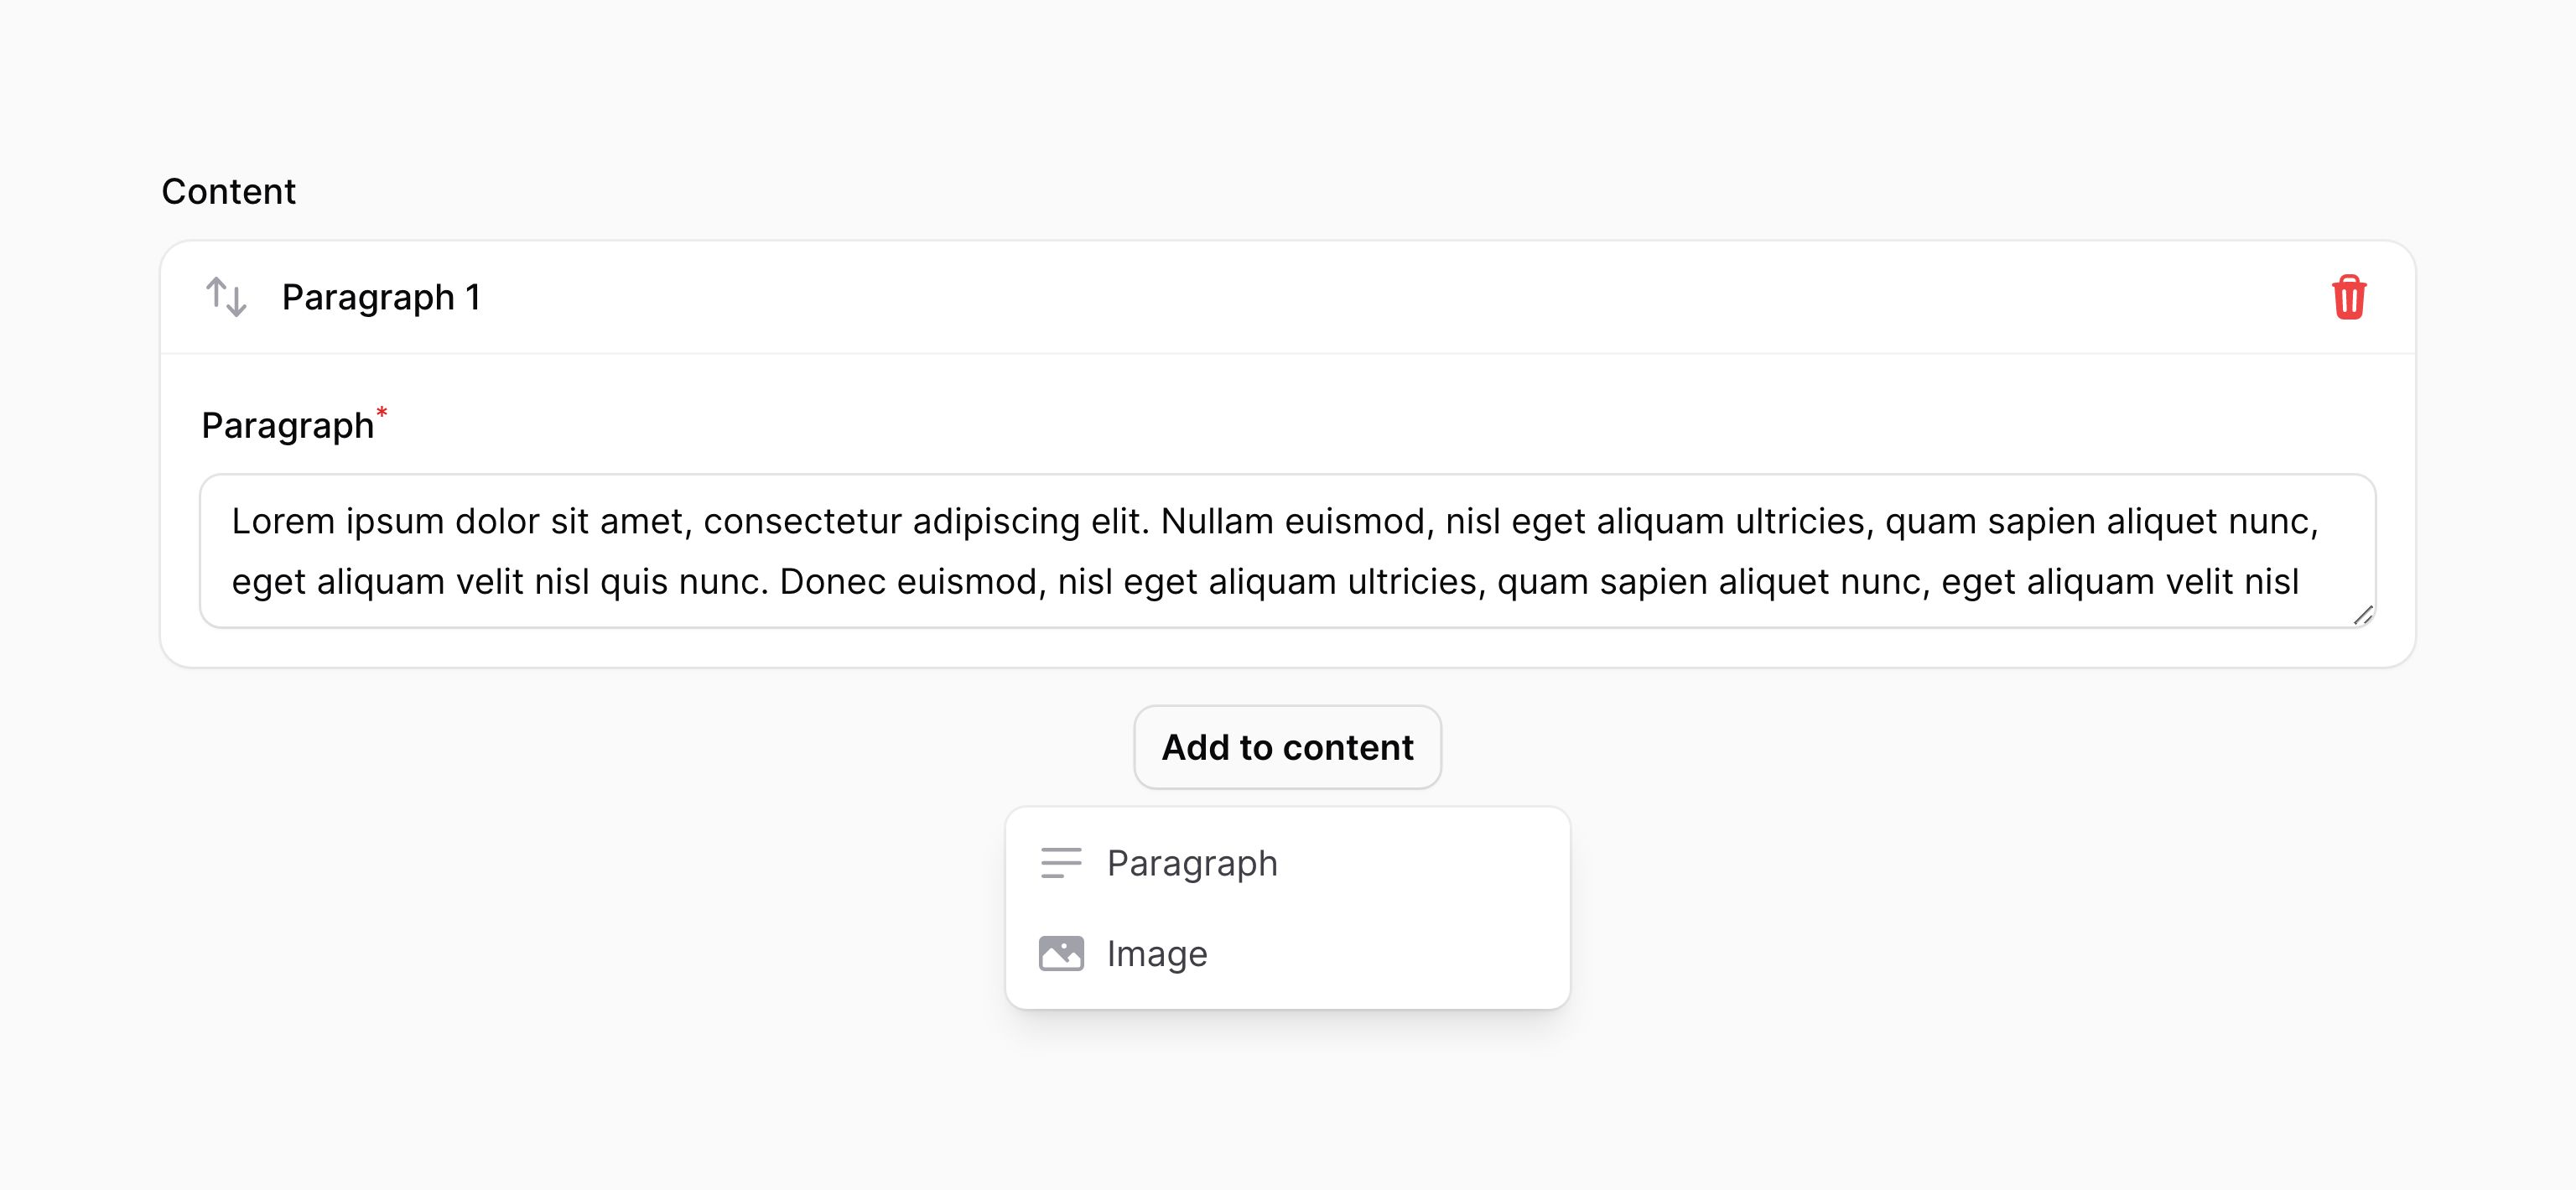 Content
Paragraph 1
Paragraph*
Lorem ipsum dolor sit amet, consectetur adipiscing elit. Nullam euismod, nisl eget aliquam ultricies, quam sapien aliquet nunc,
eget aliquam velit nisl quis nunc. Donec euismod, nisl eget aliquam ultricies, quam sapien aliquet nunc, eget aliquam velit nisl
Add to content
Paragraph
Image